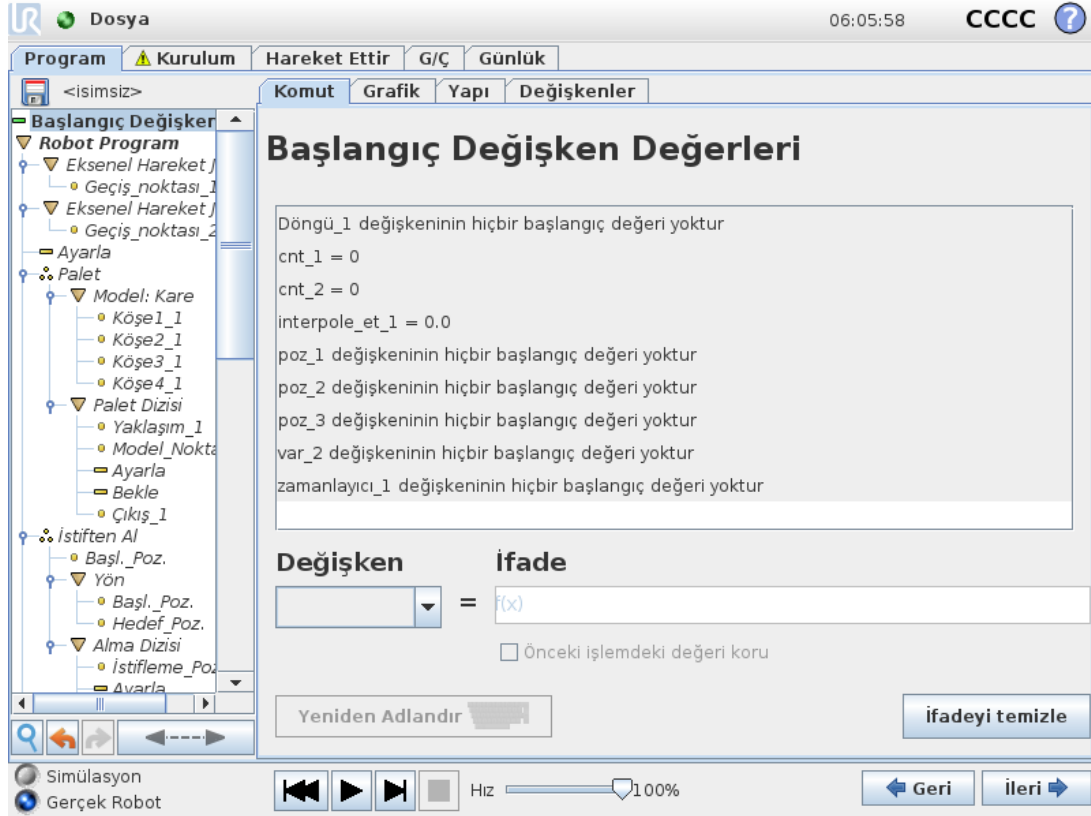 UR Dosya 06:05:58 CCCC ?
Program Kurulum Hareket Ettir G/Ç Günlük
<isimsiz> Komut Grafik Yapı Değişkenler
Başlangıç Değişker
Robot Program
Eksenel Hareket J
Geçiş_noktası_1
Eksenel Hareket J
Geçiş_noktası_2
Ayarla
Palet
Model: Kare
Köşe1_1
Köşe2_1
Köşe3_1
Köşe4_1
Palet Dizisi
Yaklaşım_1
Model_Nokta
Ayarla
Bekle
Çıkış_1
İstiften Al
Başl._Poz.
Yön
Başl._Poz.
Hedef_Poz.
Alma Dizisi
İstifleme_Poz
Ayarla
Başlangıç Değişken Değerleri
Döngü_1 değişkeninin hiçbir başlangıç değeri yoktur
cnt_1 = 0
cnt_2 = 0
interpole_et_1 = 0.0
poz_1 değişkeninin hiçbir başlangıç değeri yoktur
poz_2 değişkeninin hiçbir başlangıç değeri yoktur
poz_3 değişkeninin hiçbir başlangıç değeri yoktur
var_2 değişkeninin hiçbir başlangıç değeri yoktur
zamanlayıcı_1 değişkeninin hiçbir başlangıç değeri yoktur
Değişken İfade
= f(x)
Önceki işlemdeki değeri koru
Yeniden Adlandır İfadeyi temizle
Simülasyon
Gerçek Robot
Hız 100% Geri İleri